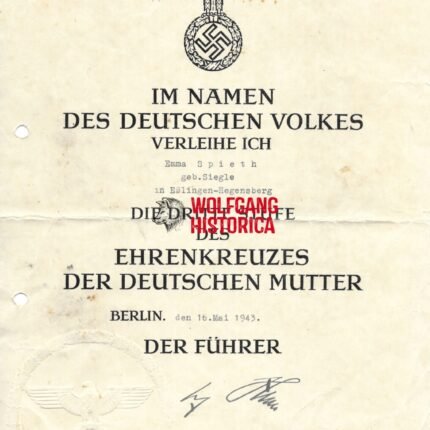 IM NAMEN
DES DEUTSCHEN VOLKES
VERLEIHE ICH
Emma Spieth
geb.Siegle
in Eßlingen-Hegensberg
DIE DRITTE STUFE
WOLFGANG
HISTORICA
DES
EHRENKREUZES
DER DEUTSCHEN MUTTER
BERLIN, den 16.Mai 1943.
DER FÜHRER